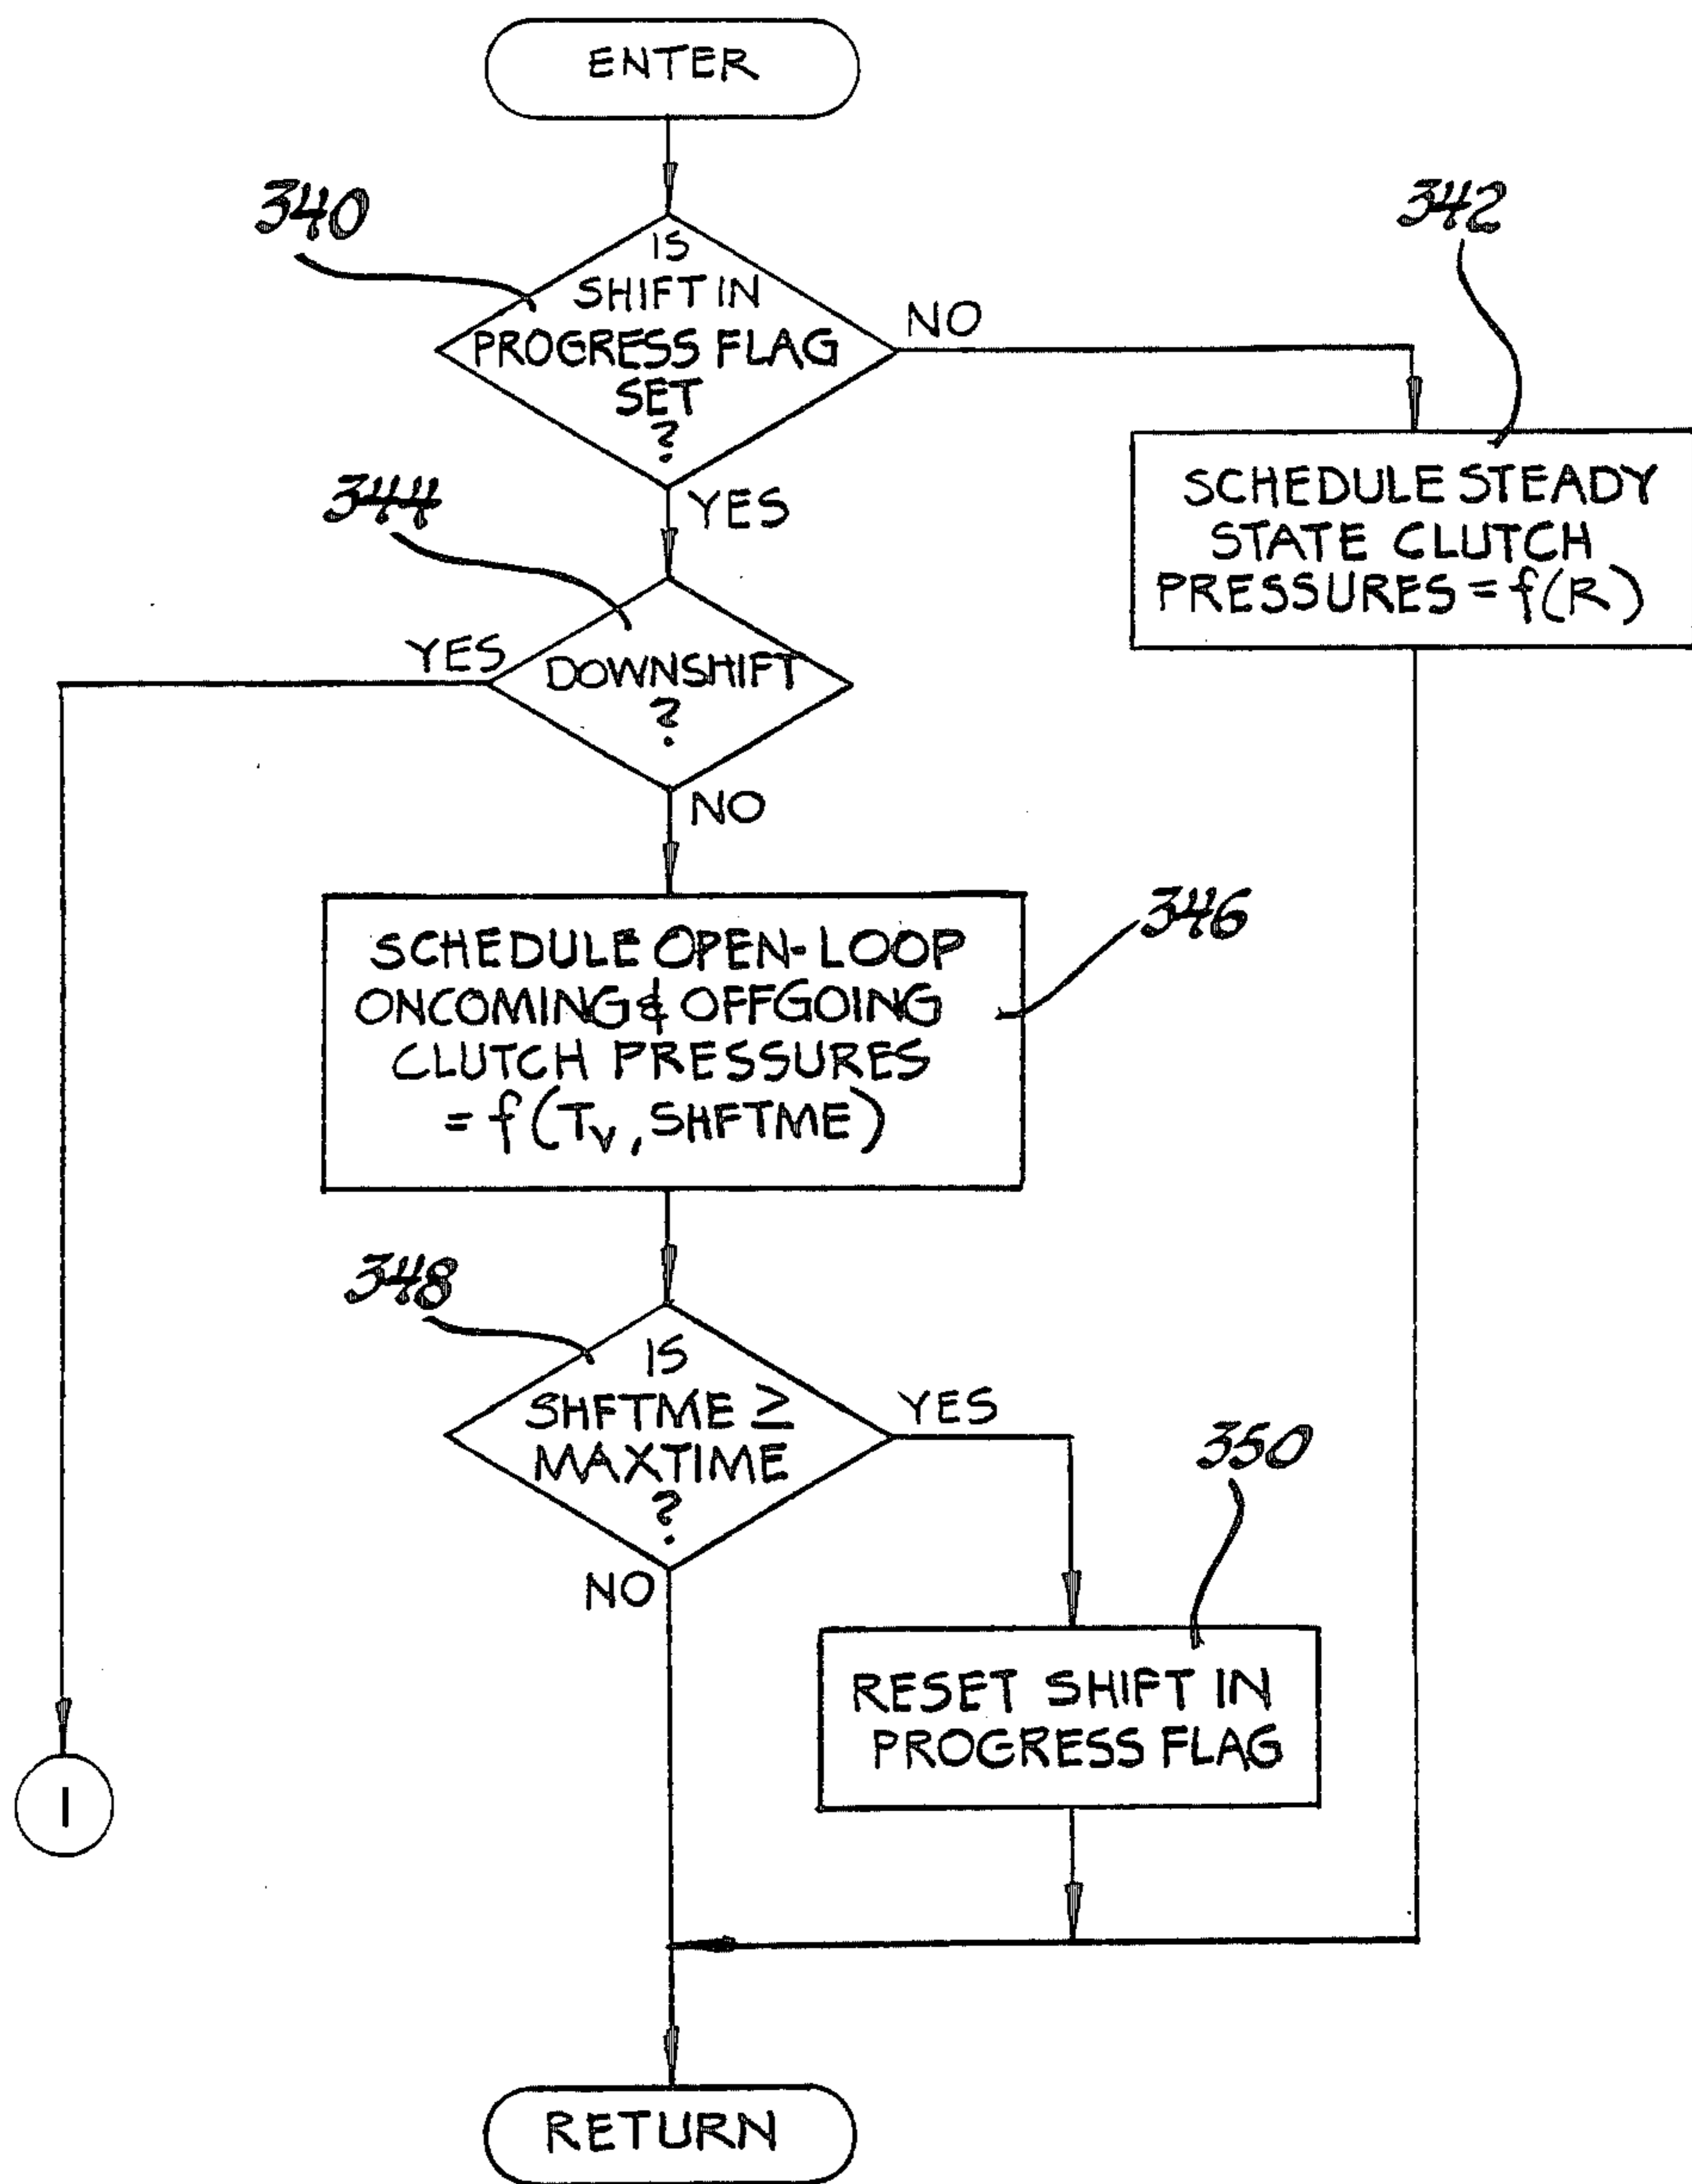 ENTER
340
IS
SHIFT IN
PROGRESS FLAG
SET
?
NO
342
SCHEDULE STEADY
STATE CLUTCH
PRESSURES = f(R)
YES
344
YES
DOWNSHIFT
?
NO
346
SCHEDULE OPEN-LOOP
ONCOMING & OFFGOING
CLUTCH PRESSURES
= f(Tv, SHFTME)
348
IS
SHFTME ≥
MAXTIME
?
YES
NO
350
RESET SHIFT IN
PROGRESS FLAG
1
RETURN